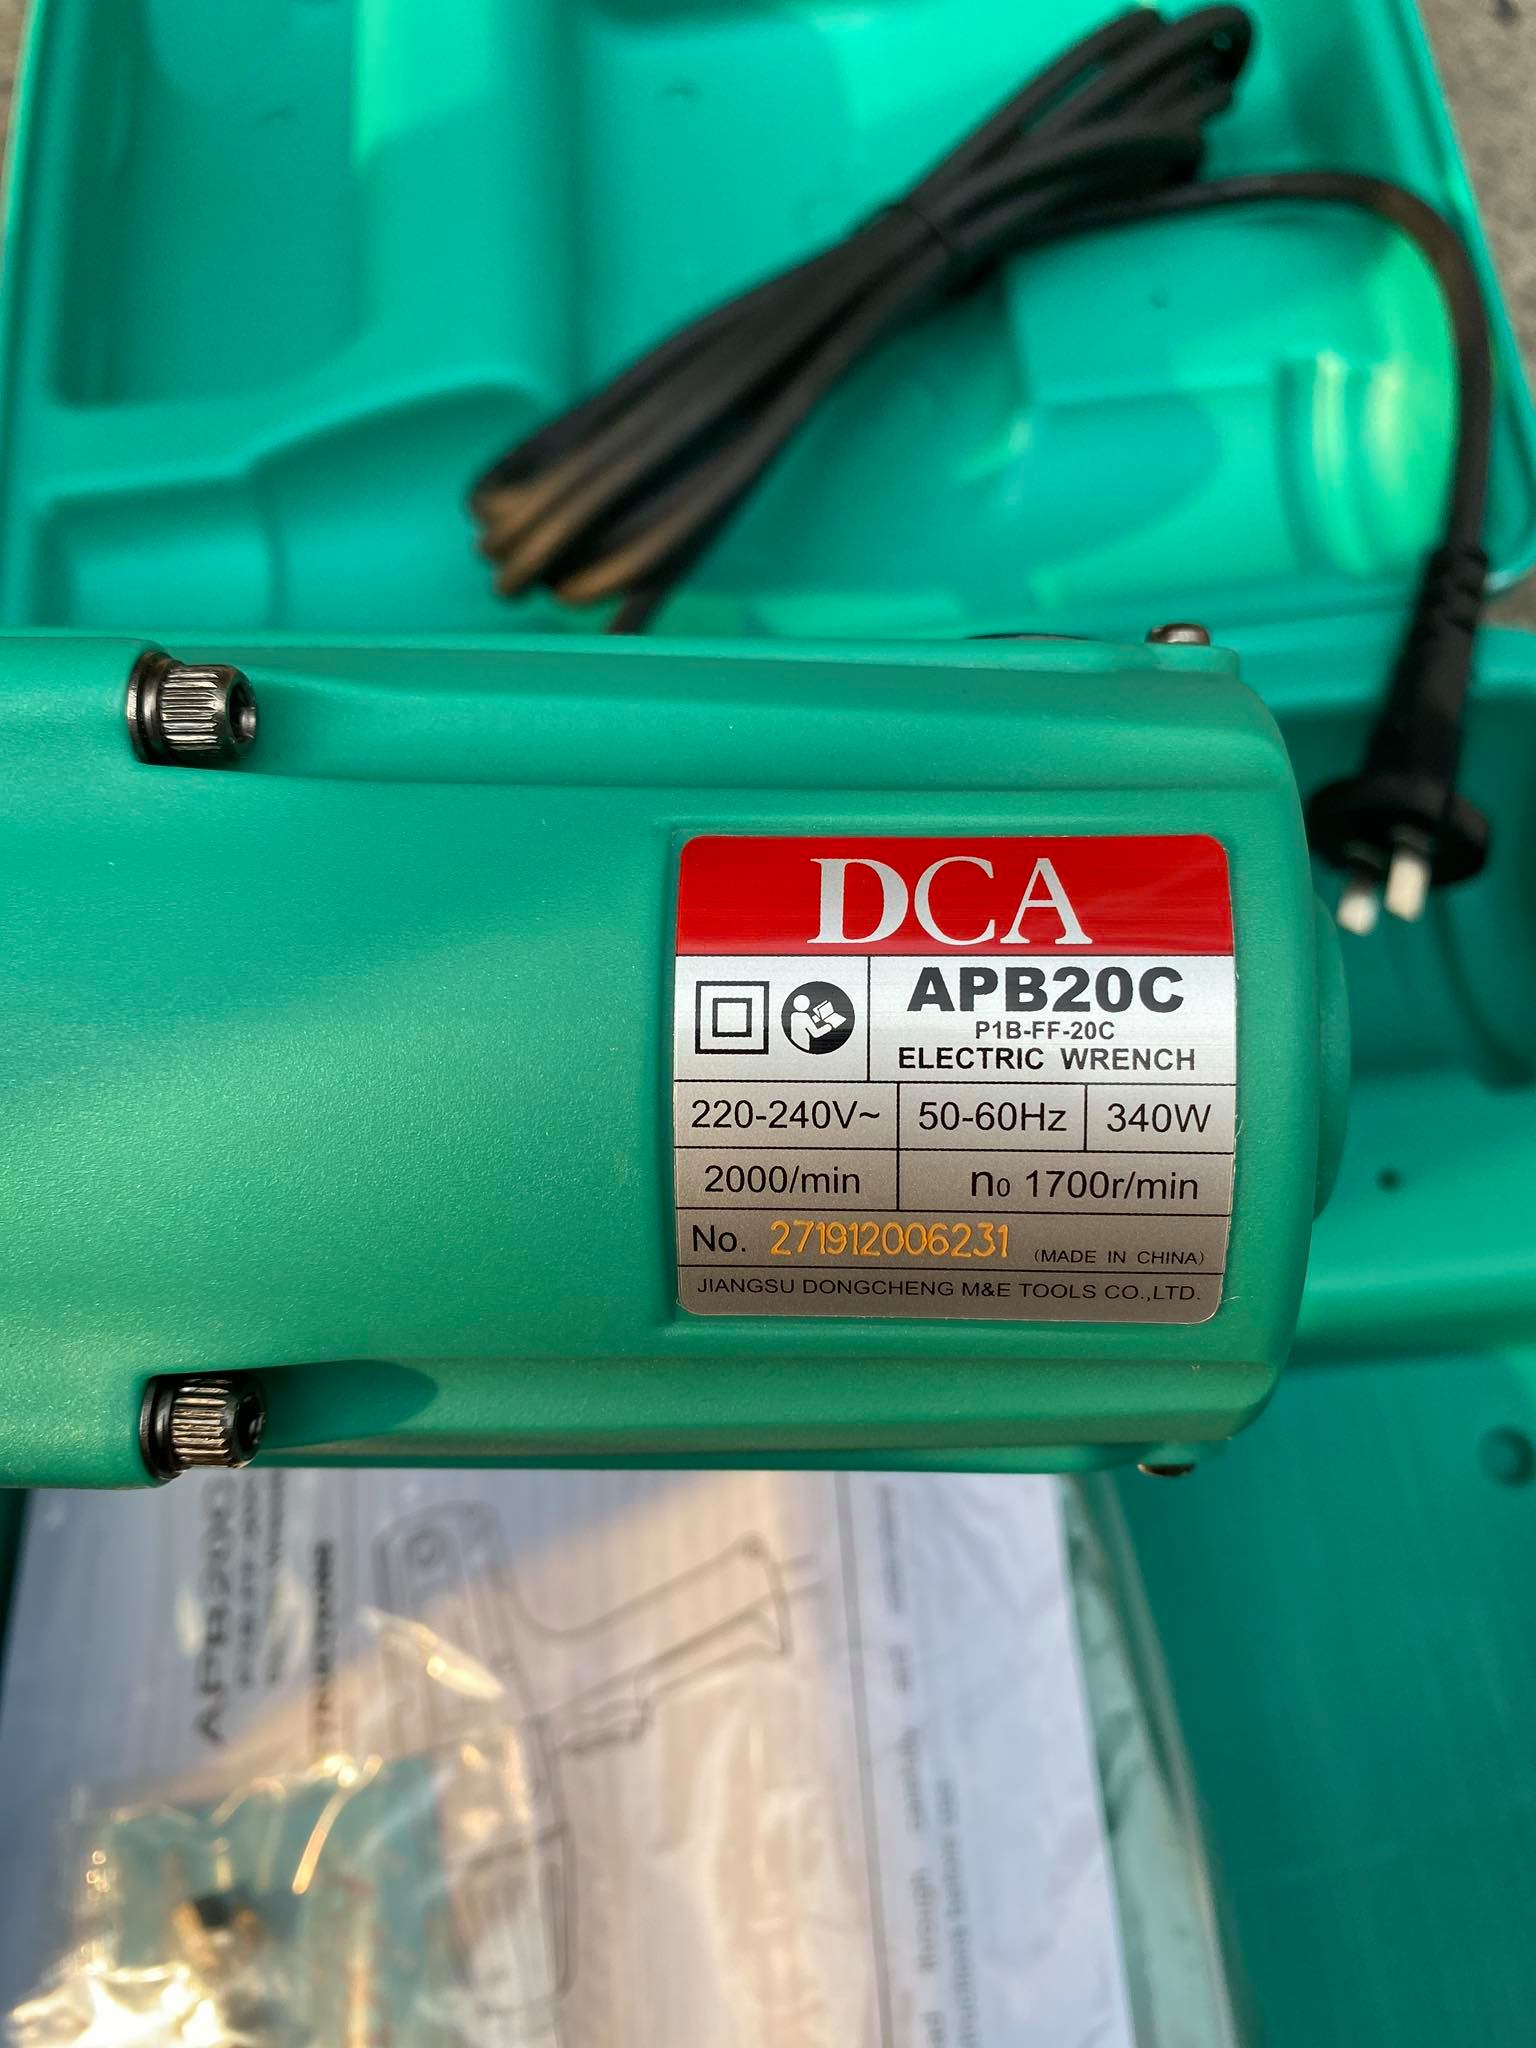 DCA
APB20C
P1B-FF-20C
ELECTRIC WRENCH
220-240V~ 50-60Hz 340W
2000/min n₀ 1700r/min
No. 271912006231 (MADE IN CHINA)
JIANGSU DONGCHENG M&E TOOLS CO.,LTD.
APB20C